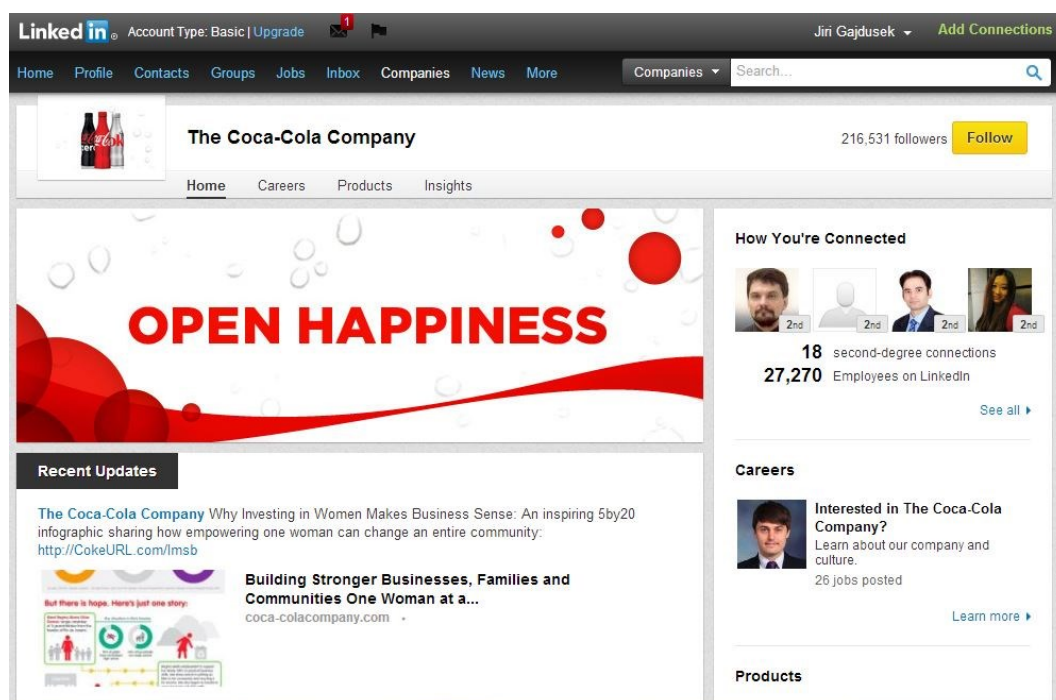 Linked in ® Account Type: Basic | Upgrade 1 Jiri Gajdusek Add Connections
Home Profile Contacts Groups Jobs Inbox Companies News More Companies Search...
The Coca-Cola Company
216,531 followers Follow
Home Careers Products Insights
OPEN HAPPINESS
How You're Connected
2nd 2nd 2nd 2nd
18 second-degree connections
27,270 Employees on LinkedIn
See all
Recent Updates
The Coca-Cola Company Why Investing in Women Makes Business Sense: An inspiring 5by20
infographic sharing how empowering one woman can change an entire community:
http://CokeURL.com/lmsb
But there is hope. Here's just one story:
Building Stronger Businesses, Families and
Communities One Woman at a...
coca-colacompany.com
Careers
Interested in The Coca-Cola
Company?
Learn about our company and
culture.
26 jobs posted
Learn more
Products